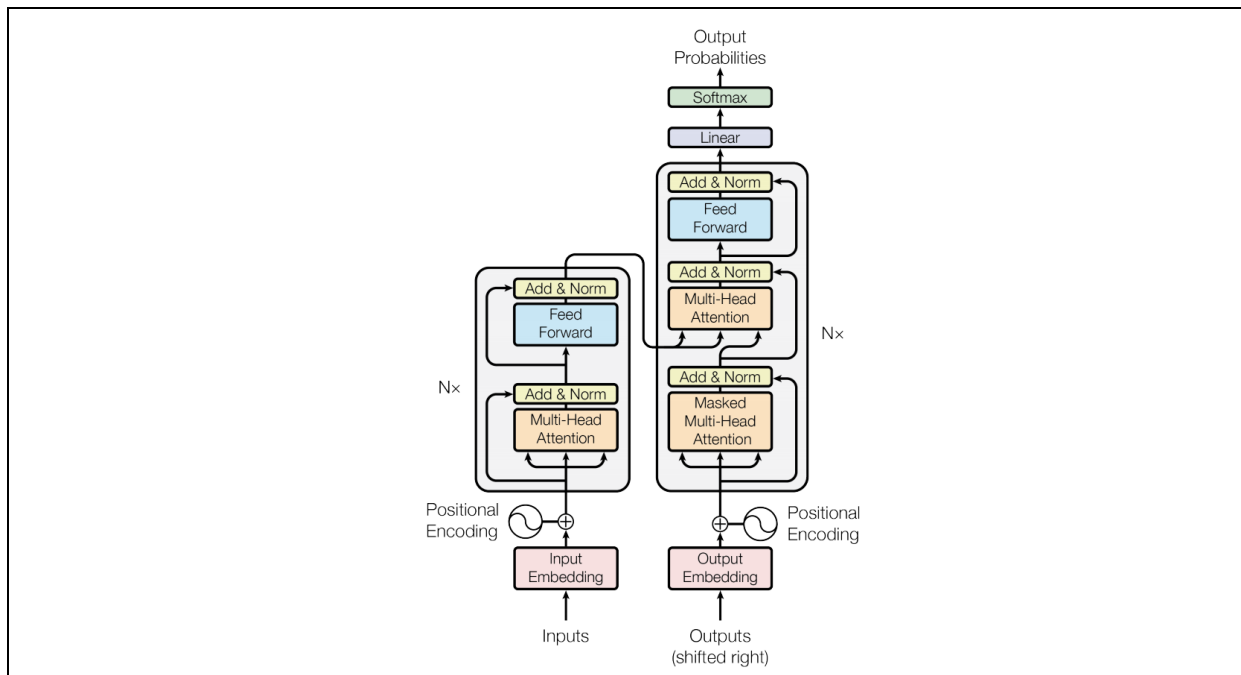 Output
Probabilities
Softmax
Linear
Add & Norm
Feed
Forward
Add & Norm
Multi-Head
Attention
Add & Norm
Masked
Multi-Head
Attention
N×
Add & Norm
Feed
Forward
Add & Norm
Multi-Head
Attention
N×
Positional
Encoding
Positional
Encoding
Input
Embedding
Output
Embedding
Inputs
Outputs
(shifted right)